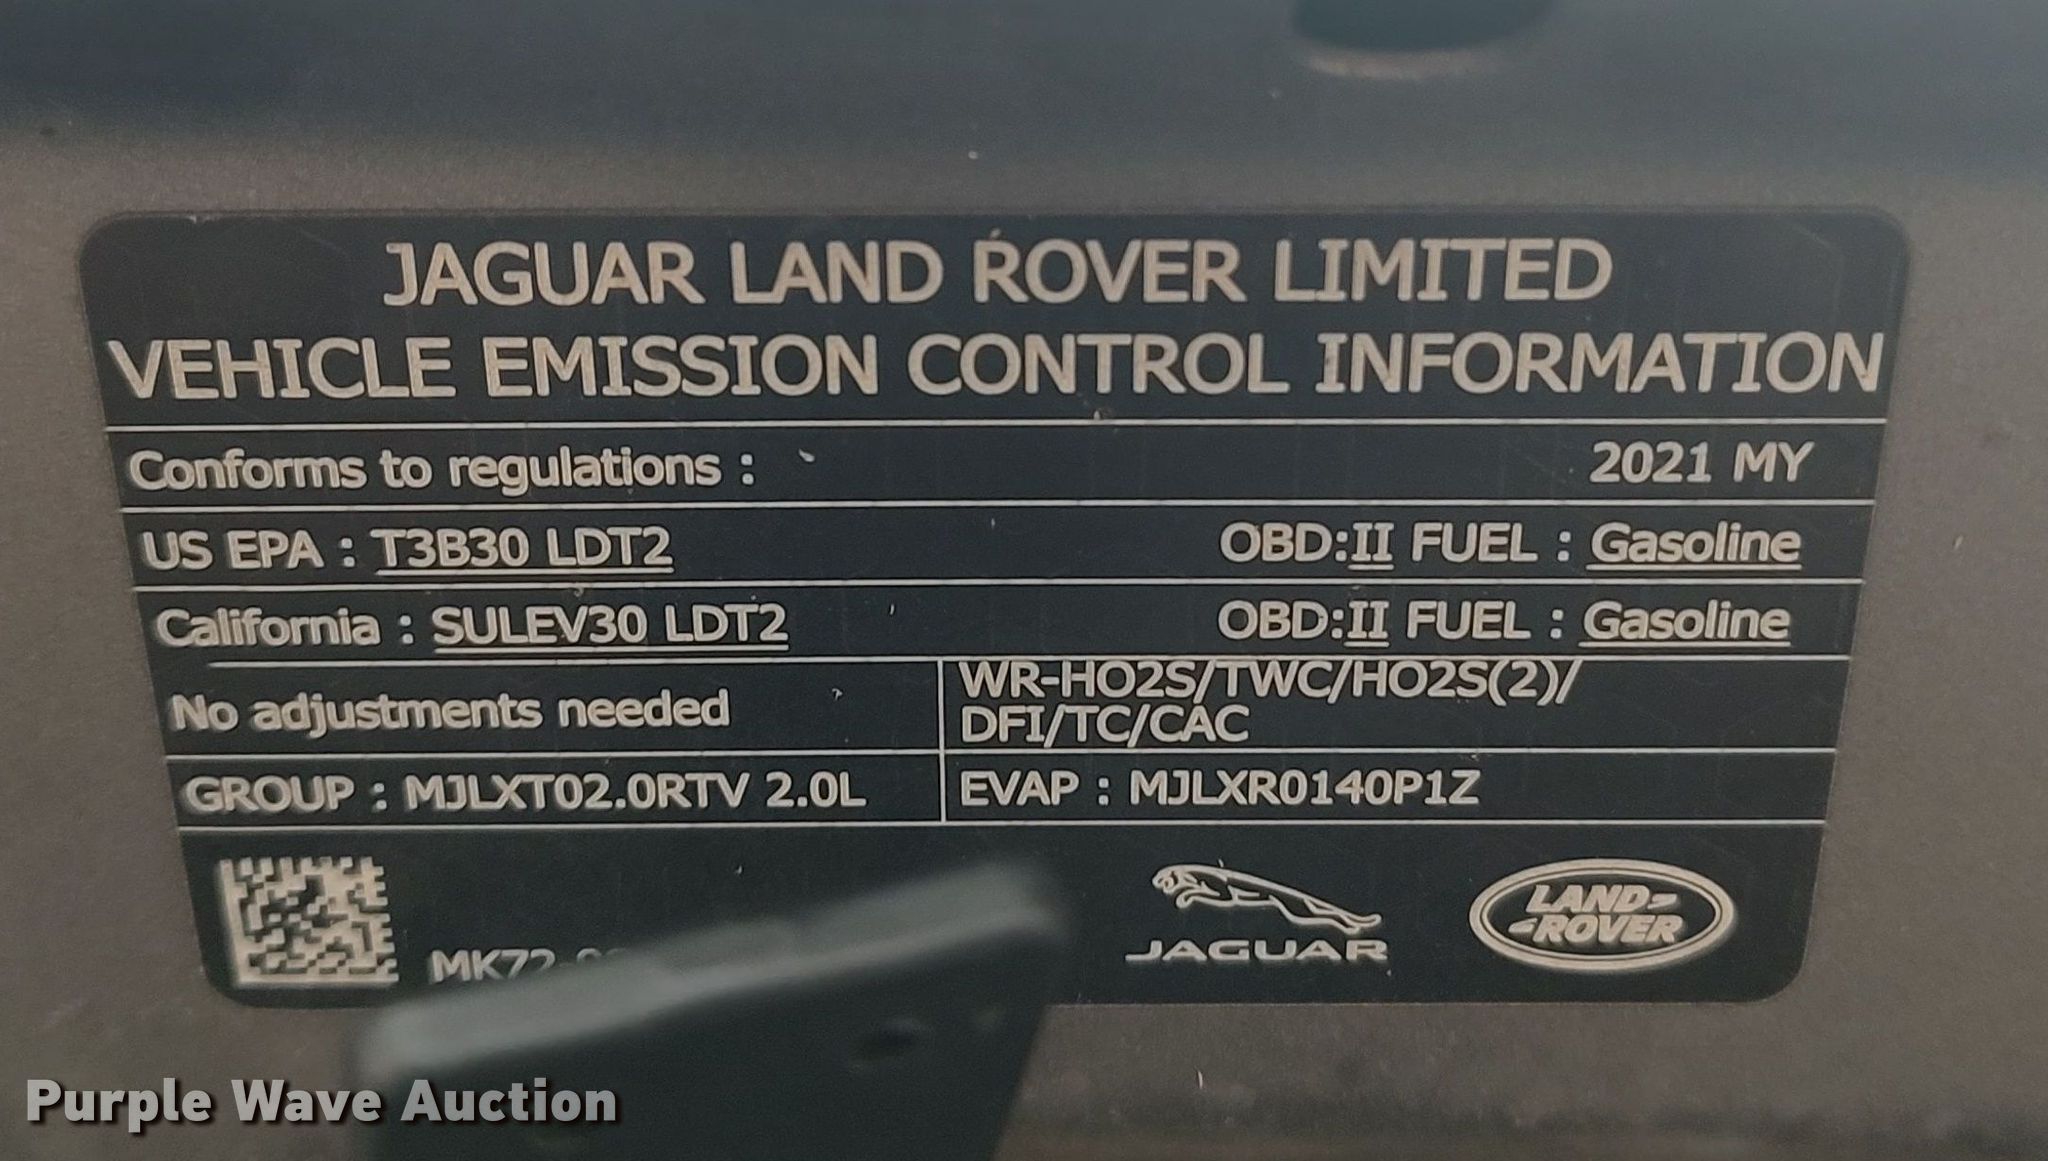 JAGUAR LAND ROVER LIMITED
VEHICLE EMISSION CONTROL INFORMATION
Conforms to regulations : 2021 MY
US EPA : T3B30 LDT2 OBD:II FUEL : Gasoline
California : SULEV30 LDT2 OBD:II FUEL : Gasoline
No adjustments needed
WR-HO2S/TWC/HO2S(2)/
DFI/TC/CAC
GROUP : MJLXT02.0RTV 2.0L
EVAP : MJLXR0140P1Z
JAGUAR
LAND
ROVER
Purple Wave Auction